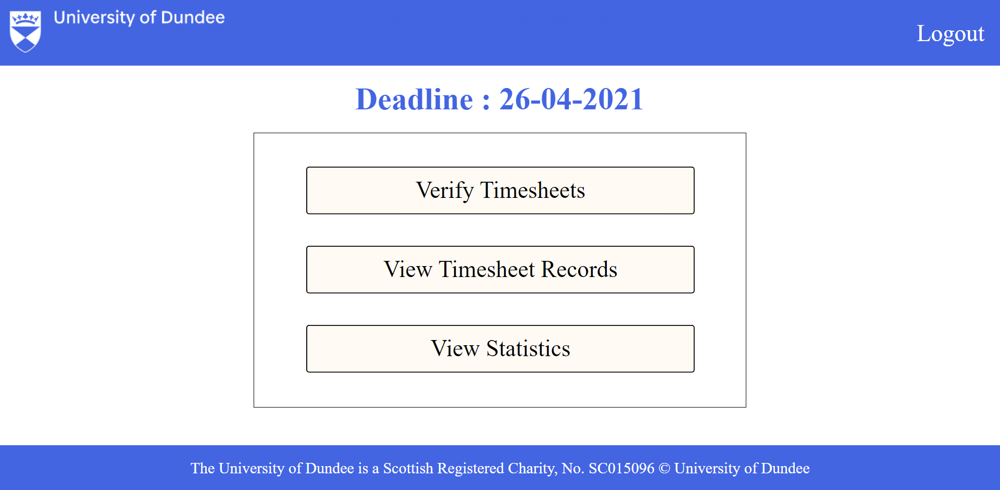 University of Dundee
Logout
Deadline : 26-04-2021
Verify Timesheets
View Timesheet Records
View Statistics
The University of Dundee is a Scottish Registered Charity, No. SC015096 © University of Dundee